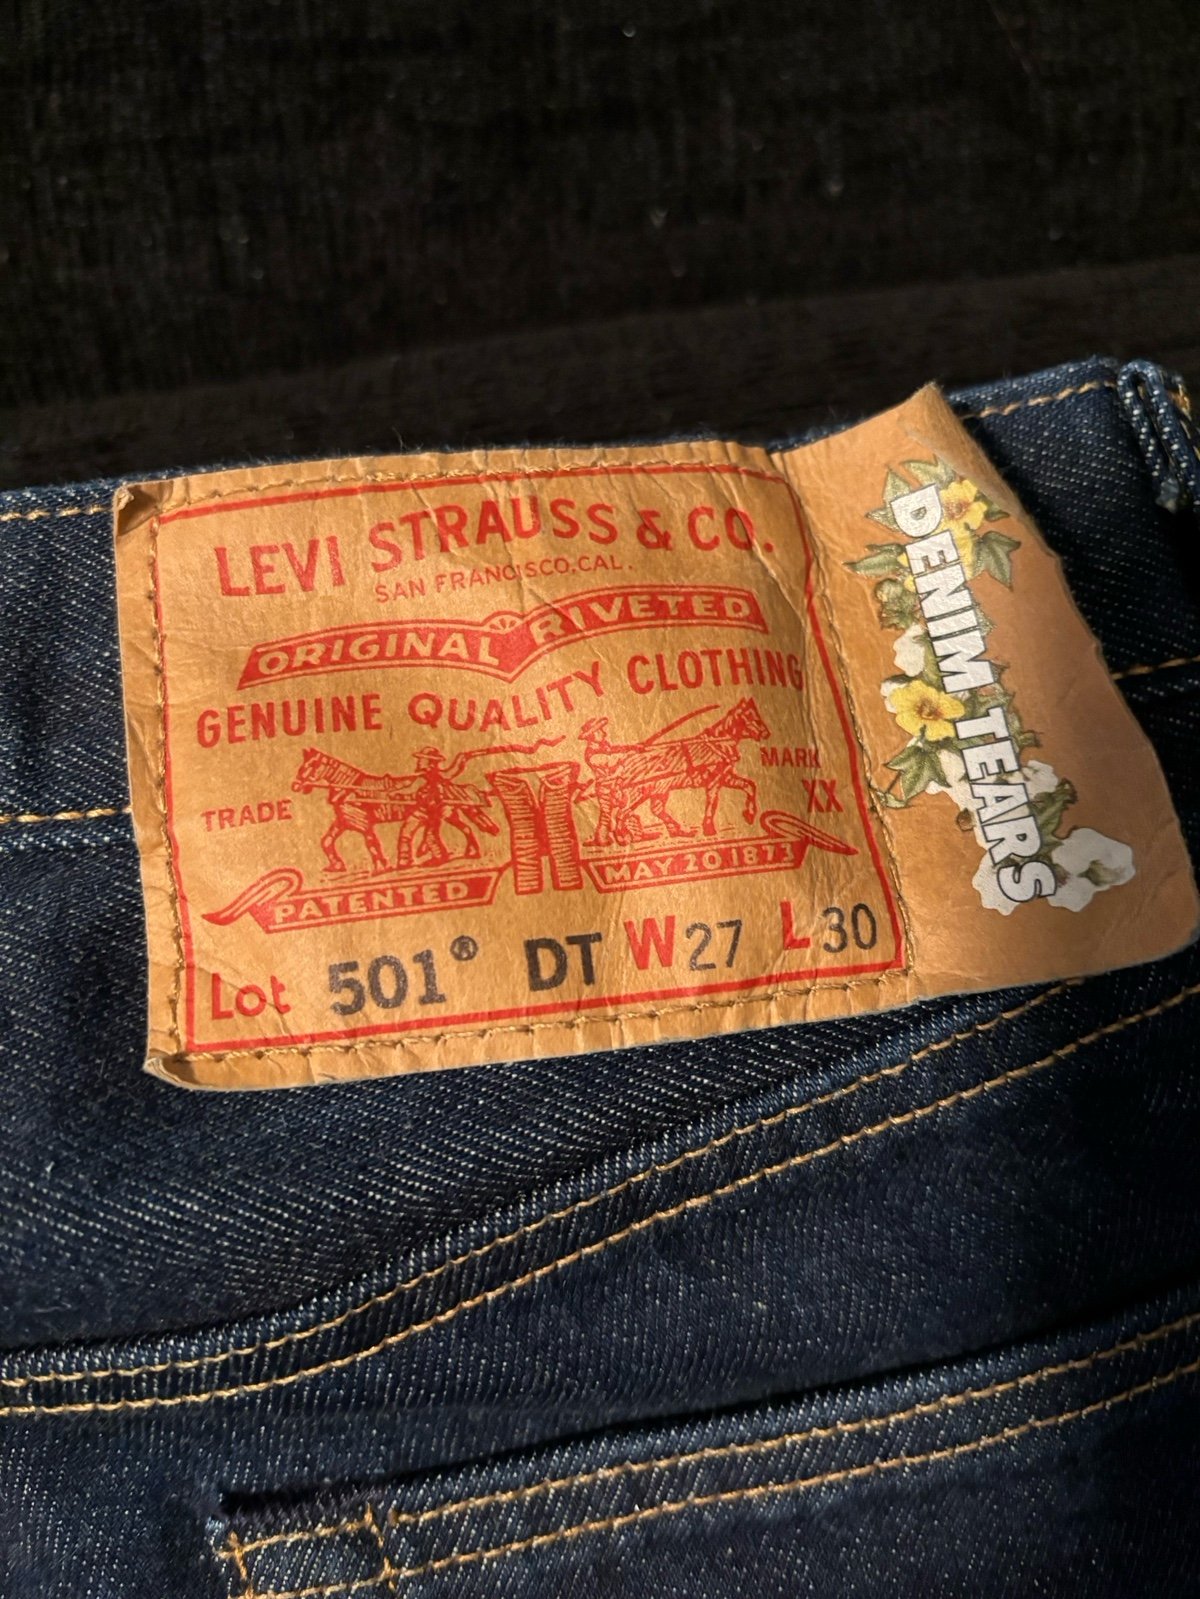 LEVI STRAUSS & CO.
SAN FRANCISCO, CAL.
ORIGINAL RIVETED
GENUINE QUALITY CLOTHING
TRADE MARK
XX
PATENTED MAY 20 1873
Lot 501® DT W27 L30
DENIM TEARS